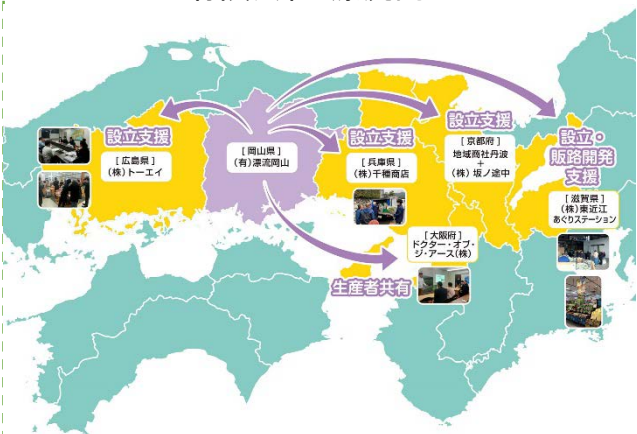 設立支援
[広島県]
(株)トーエイ
[岡山県]
(有)漂流岡山
設立支援
[兵庫県]
(株)千種商店
設立支援
[京都府]
地域商社丹波
+
(株)坂ノ途中
設立・
販路開発
支援
[滋賀県]
(株)東近江
あぐりステーション
[大阪府]
ドクター・オブ・
ジ・アース(株)
生産者共有